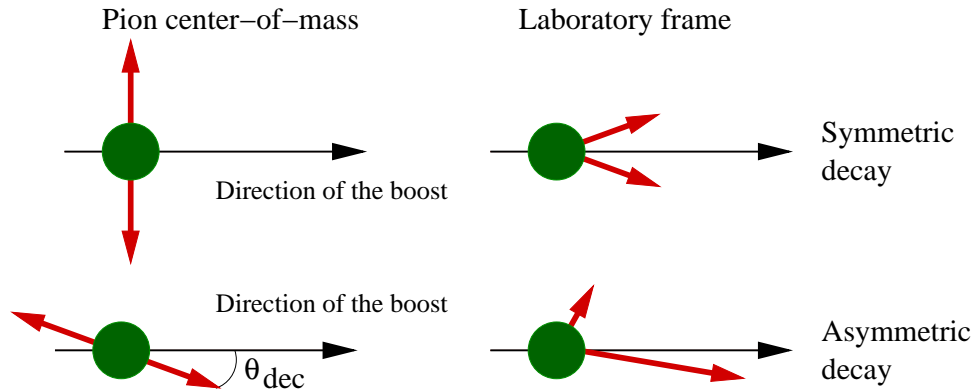 Pion center−of−mass
Laboratory frame
Direction of the boost
Symmetric
decay
Direction of the boost
θdec
Asymmetric
decay